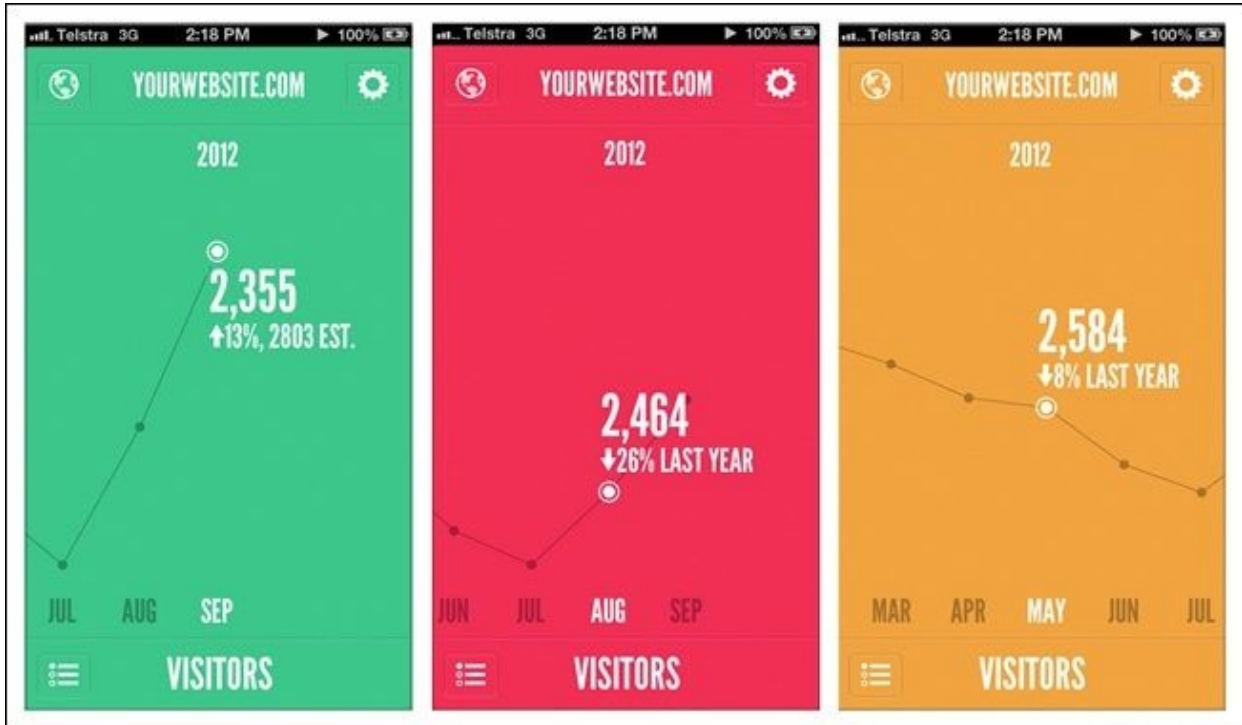 Telstra 3G 2:18 PM 100%
YOURWEBSITE.COM
2012
2,355
13%, 2803 EST.
JUL AUG SEP
VISITORS
Telstra 3G 2:18 PM 100%
YOURWEBSITE.COM
2012
2,464
26% LAST YEAR
JUN JUL AUG SEP
VISITORS
Telstra 3G 2:18 PM 100%
YOURWEBSITE.COM
2012
2,584
8% LAST YEAR
MAR APR MAY JUN JUL
VISITORS